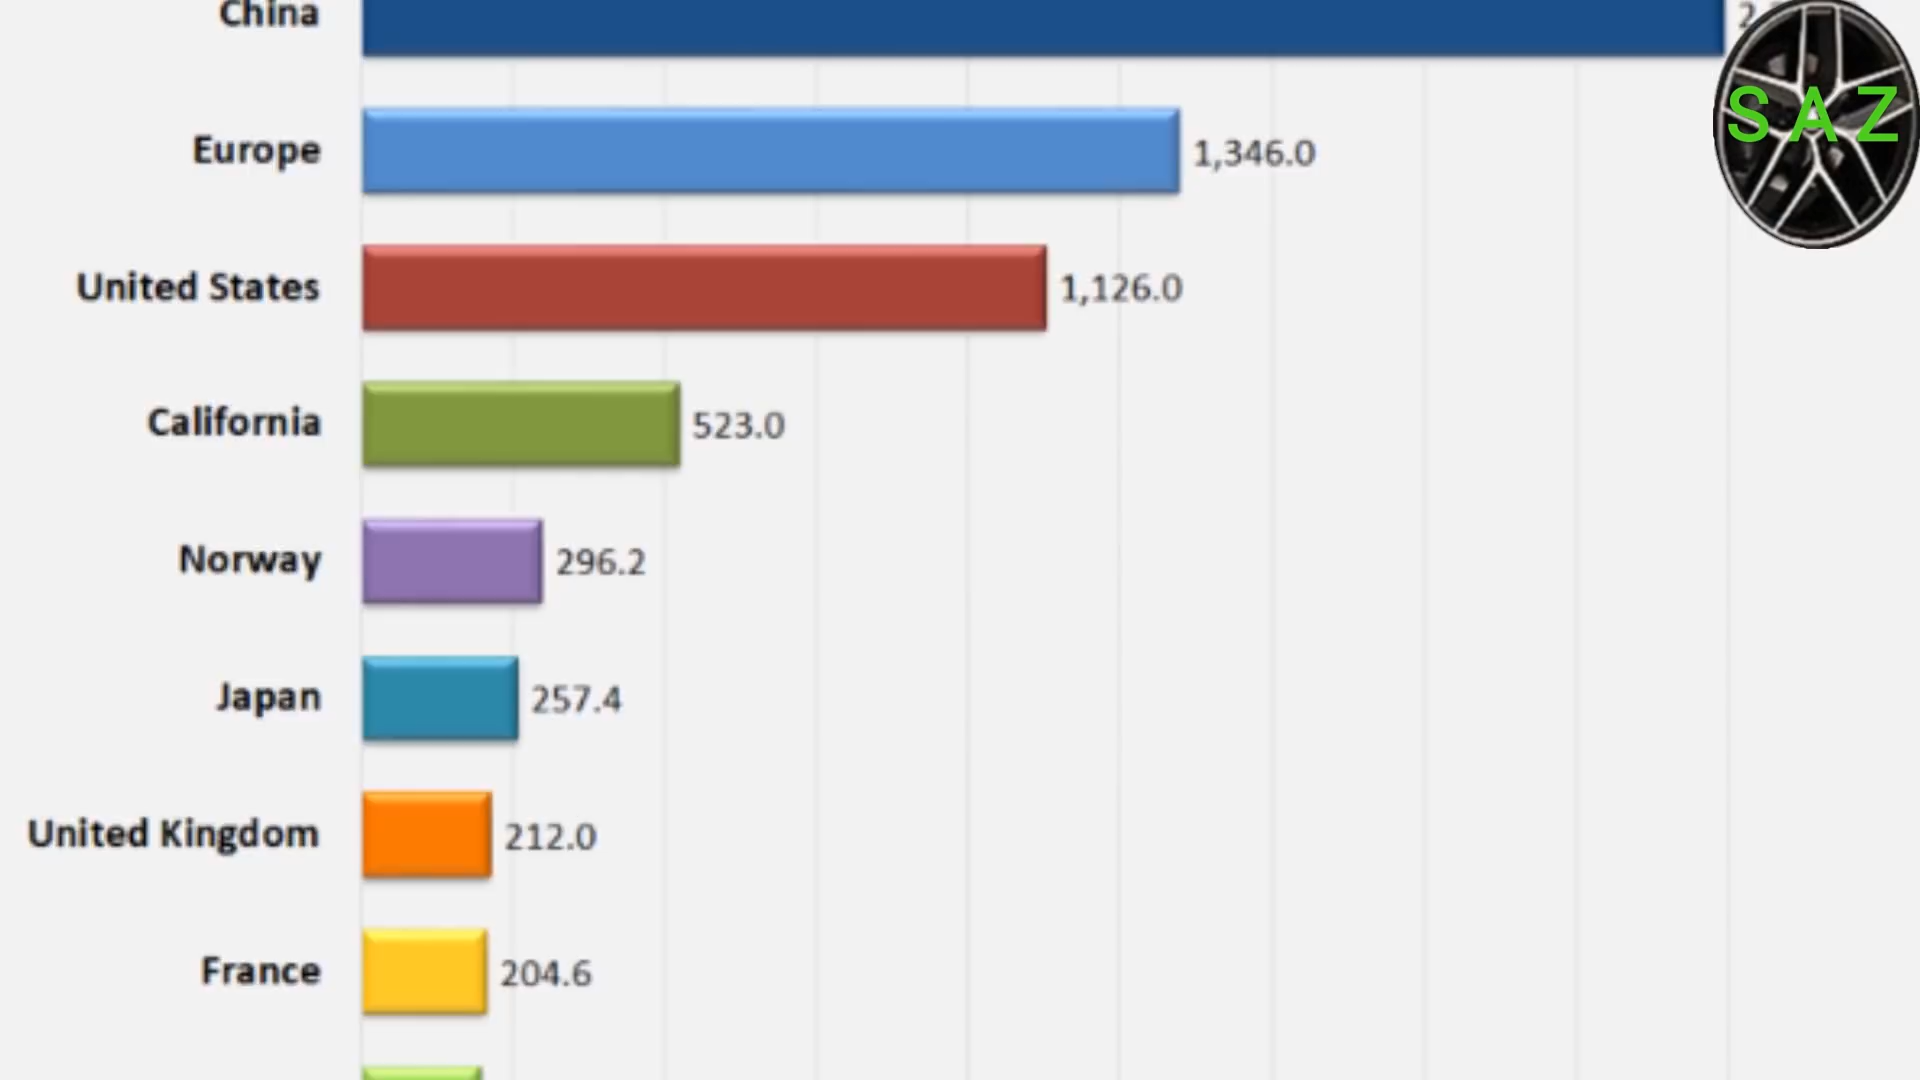 China
Europe 1,346.0
SAZ
United States 1,126.0
California 523.0
Norway 296.2
Japan 257.4
United Kingdom 212.0
France 204.6